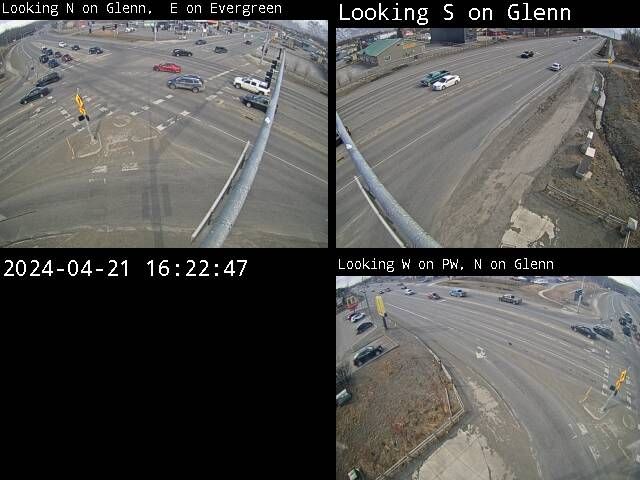 Looking N on Glenn,  E on Evergreen
Looking S on Glenn
2024-04-21 16:22:47
Looking W on PW, N on Glenn